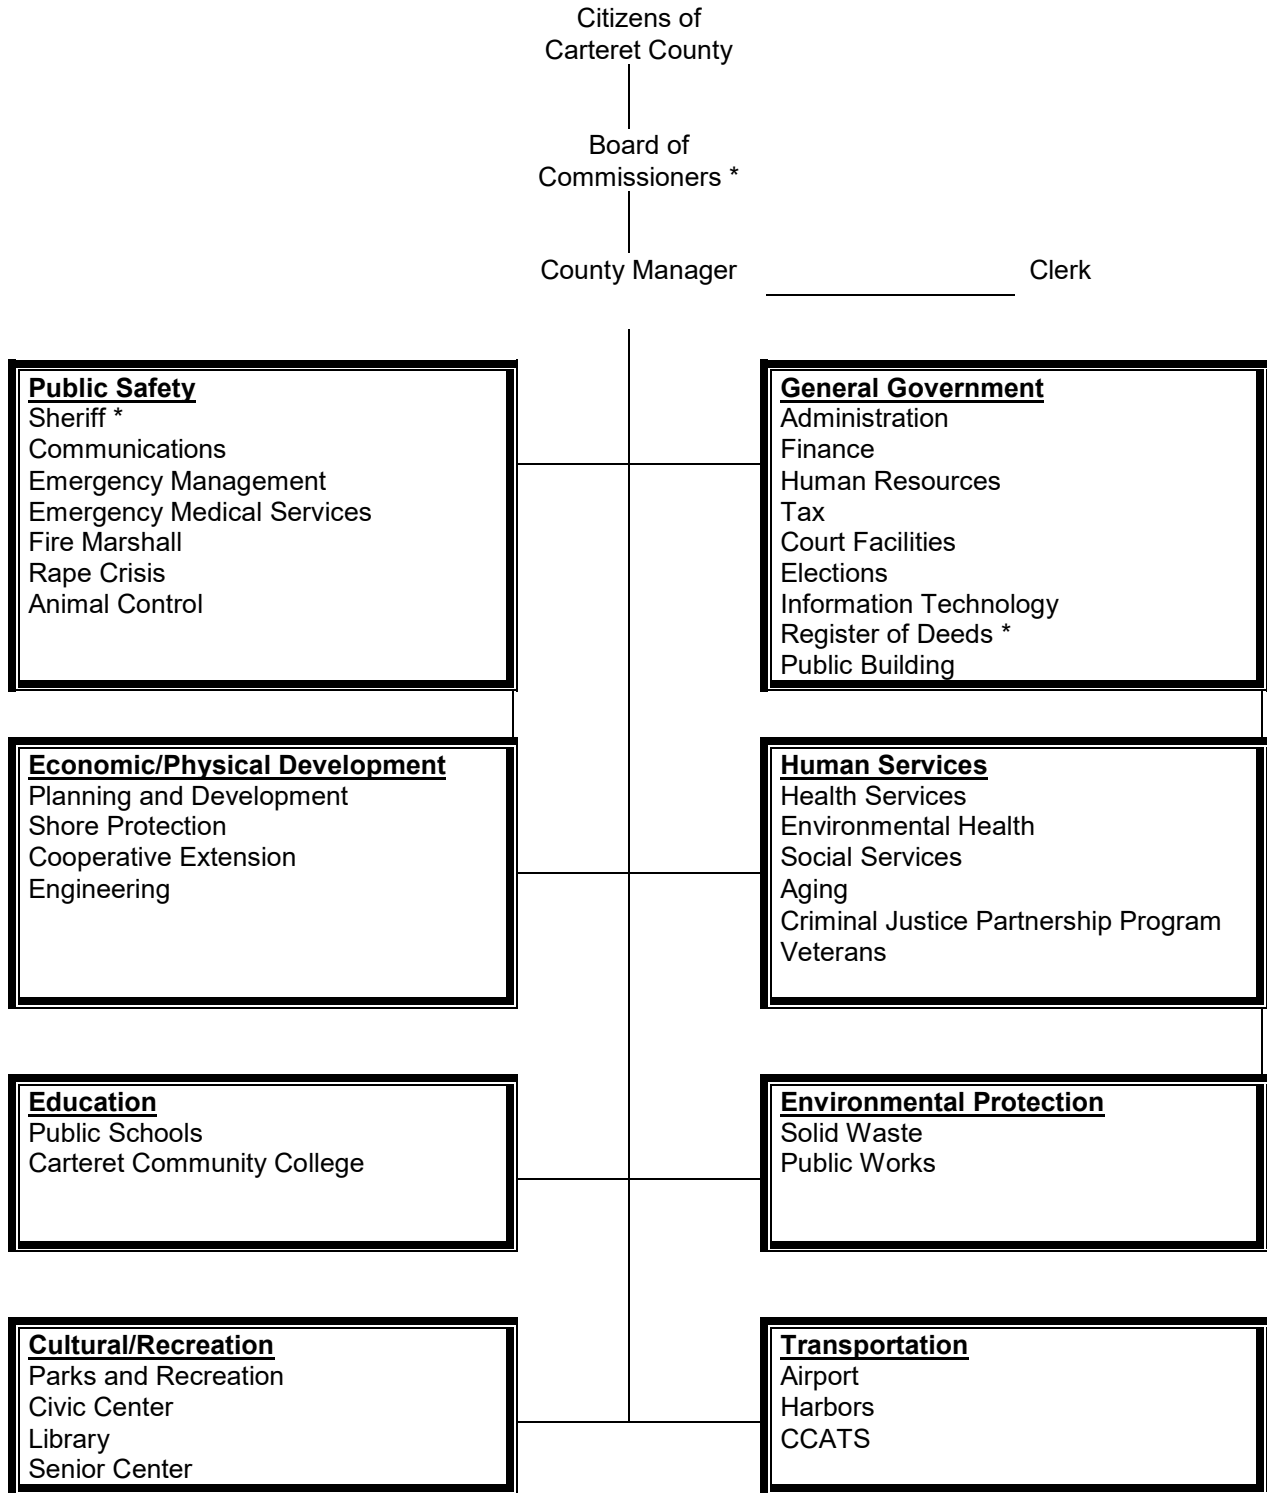 Citizens of
Carteret County
Board of
Commissioners *
County Manager
Clerk
Public Safety
Sheriff *
Communications
Emergency Management
Emergency Medical Services
Fire Marshall
Rape Crisis
Animal Control
General Government
Administration
Finance
Human Resources
Tax
Court Facilities
Elections
Information Technology
Register of Deeds *
Public Building
Economic/Physical Development
Planning and Development
Shore Protection
Cooperative Extension
Engineering
Human Services
Health Services
Environmental Health
Social Services
Aging
Criminal Justice Partnership Program
Veterans
Education
Public Schools
Carteret Community College
Environmental Protection
Solid Waste
Public Works
Cultural/Recreation
Parks and Recreation
Civic Center
Library
Senior Center
Transportation
Airport
Harbors
CCATS